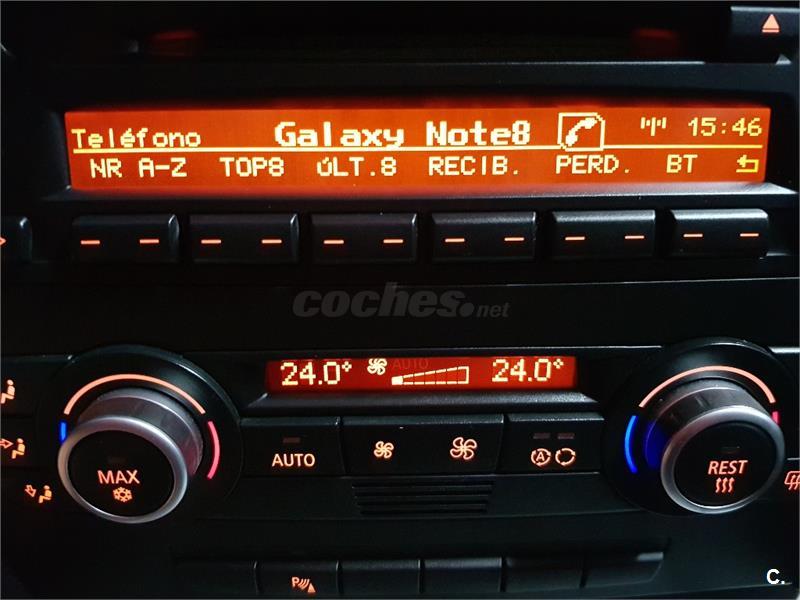 Teléfono Galaxy Note8 15:46
NR A-Z TOP8 ÚLT.8 RECIB. PERD. BT
coches.net
24.0° AUTO 24.0°
MAX AUTO A REST
P
C.